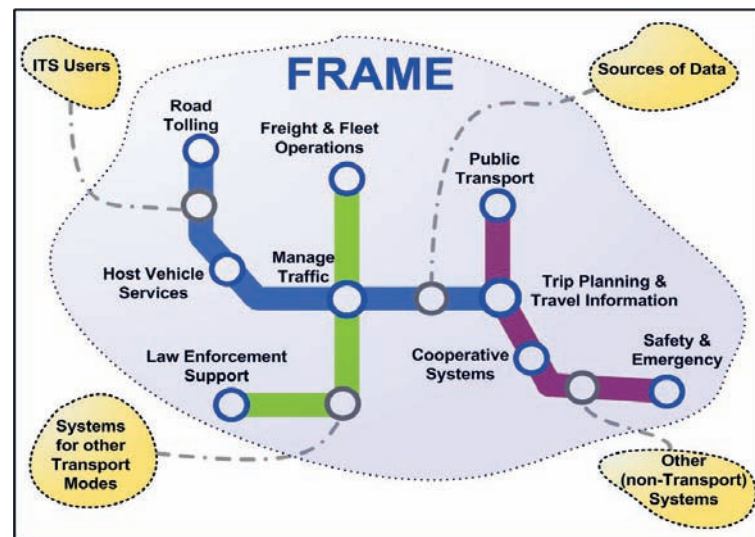 ITS Users
FRAME
Sources of Data
Road
Tolling
Freight & Fleet
Operations
Public
Transport
Host Vehicle
Services
Manage
Traffic
Trip Planning &
Travel Information
Law Enforcement
Support
Cooperative
Systems
Safety &
Emergency
Systems
for other
Transport
Modes
Other
(non-Transport)
Systems